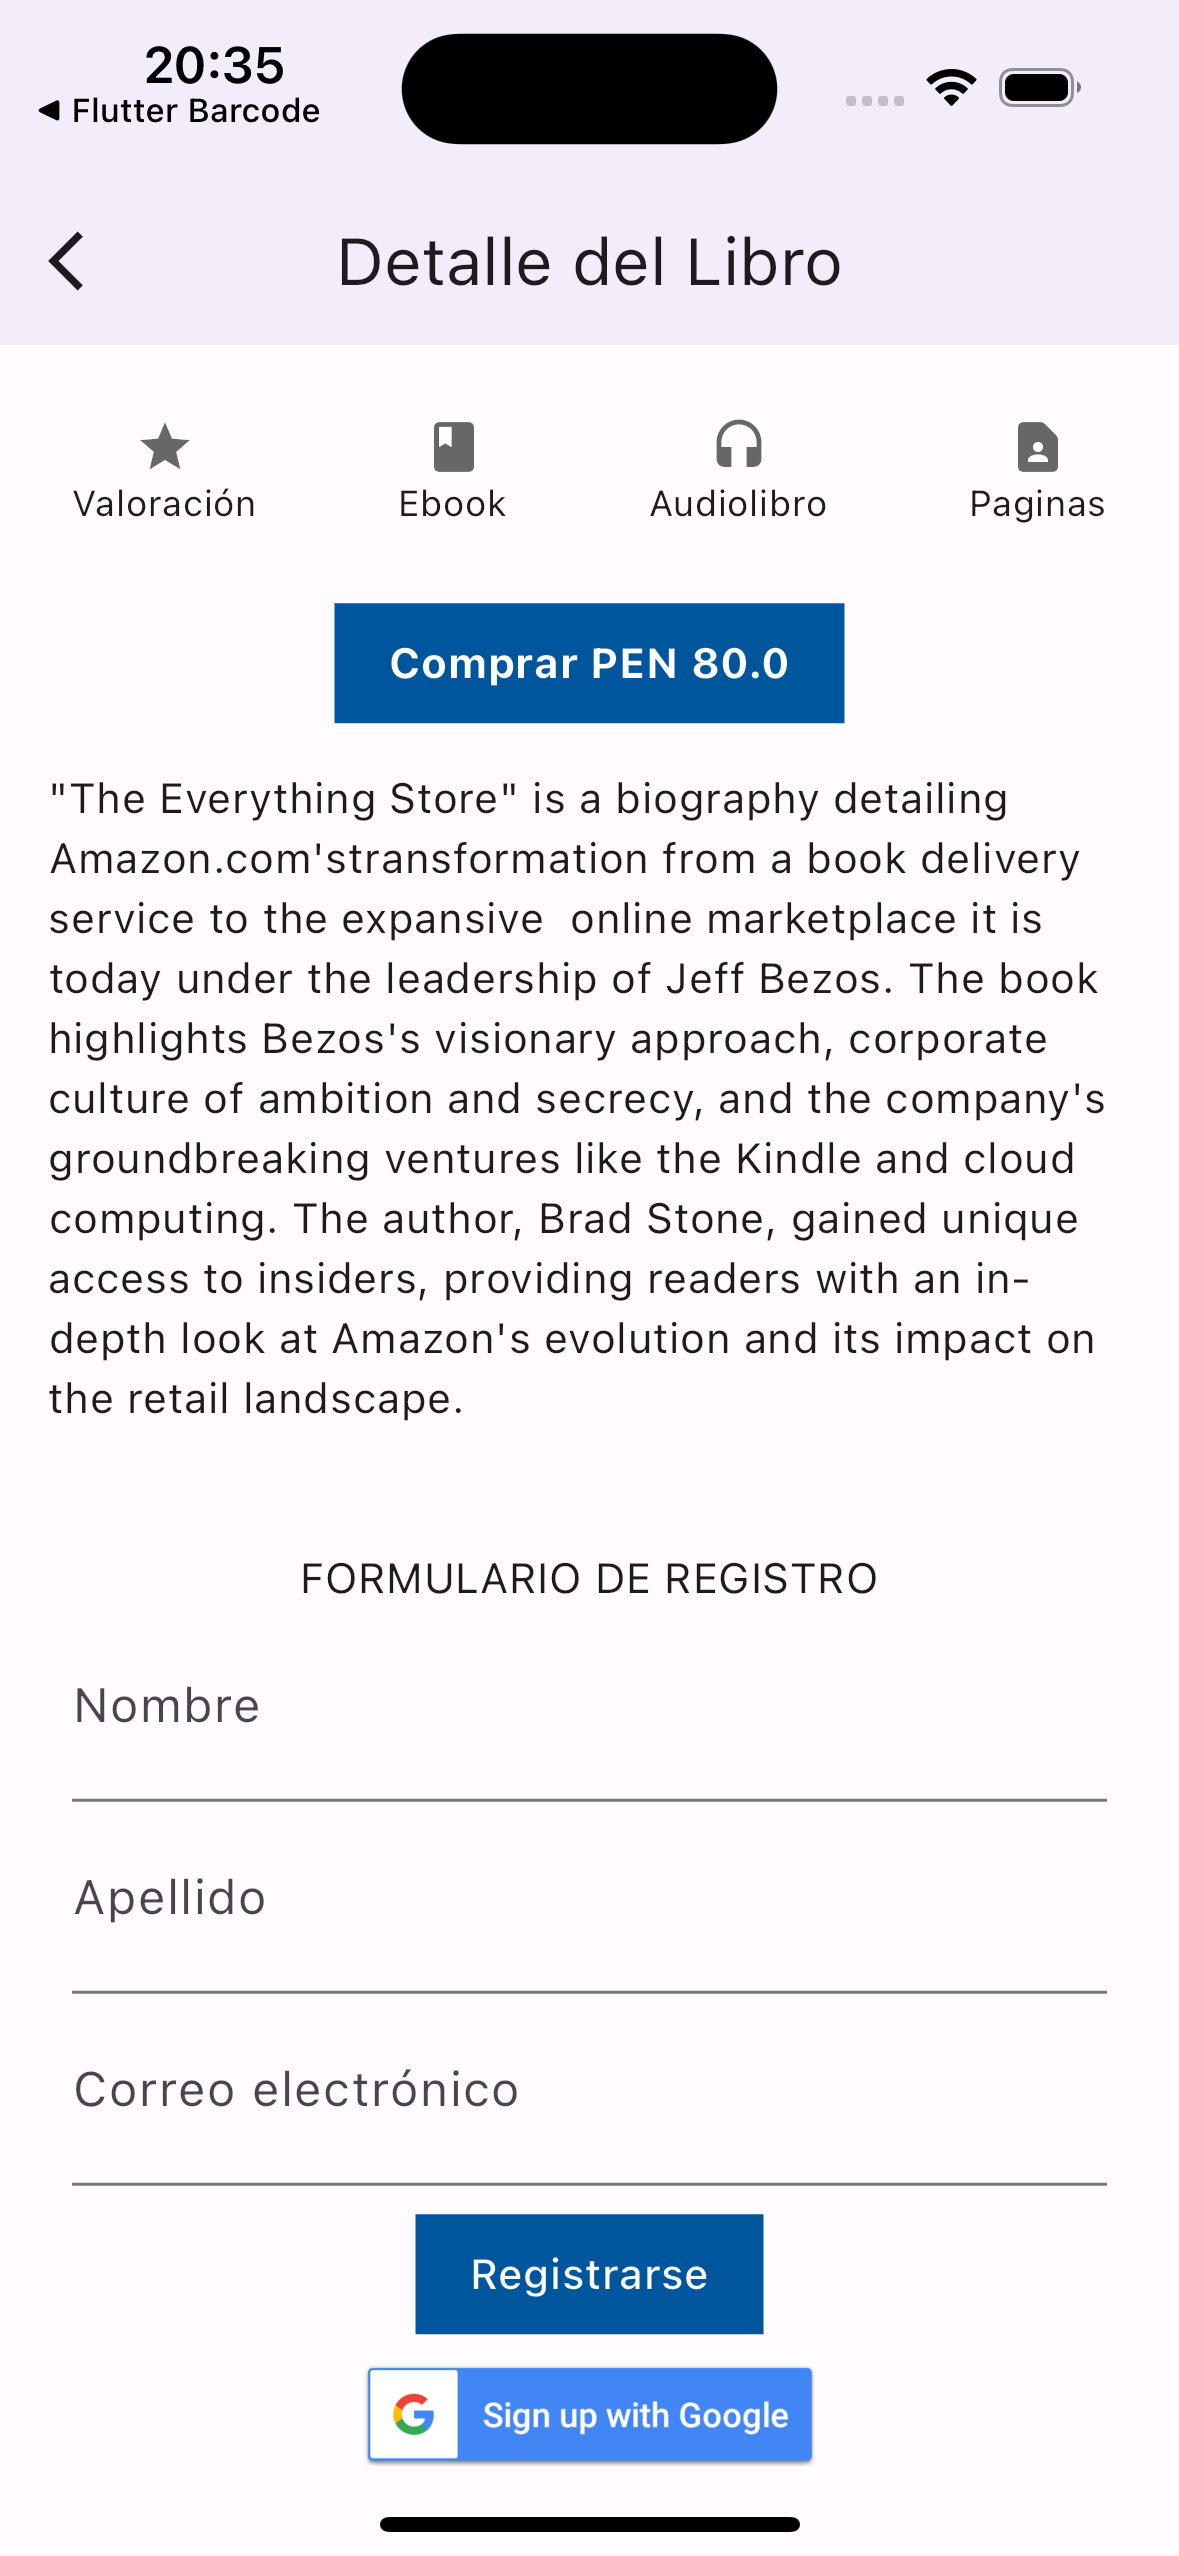 20:35
◀ Flutter Barcode
Detalle del Libro
Valoración Ebook Audiolibro Paginas
Comprar PEN 80.0
"The Everything Store" is a biography detailing
Amazon.com'stransformation from a book delivery
service to the expansive  online marketplace it is
today under the leadership of Jeff Bezos. The book
highlights Bezos's visionary approach, corporate
culture of ambition and secrecy, and the company's
groundbreaking ventures like the Kindle and cloud
computing. The author, Brad Stone, gained unique
access to insiders, providing readers with an in-
depth look at Amazon's evolution and its impact on
the retail landscape.
FORMULARIO DE REGISTRO
Nombre
Apellido
Correo electrónico
Registrarse
Sign up with Google